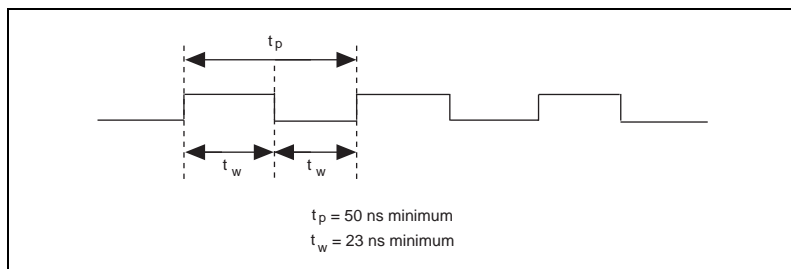 t p
t w t w
t p = 50 ns minimum
t w = 23 ns minimum